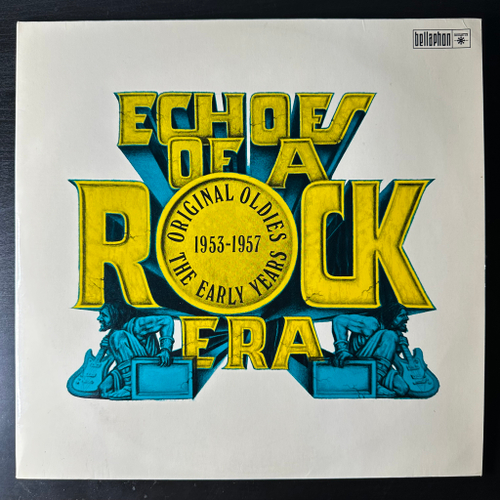 bellaphon
ECHOES
OF A
ROCK
ORIGINAL OLDIES
1953-1957
THE EARLY YEARS
ERA